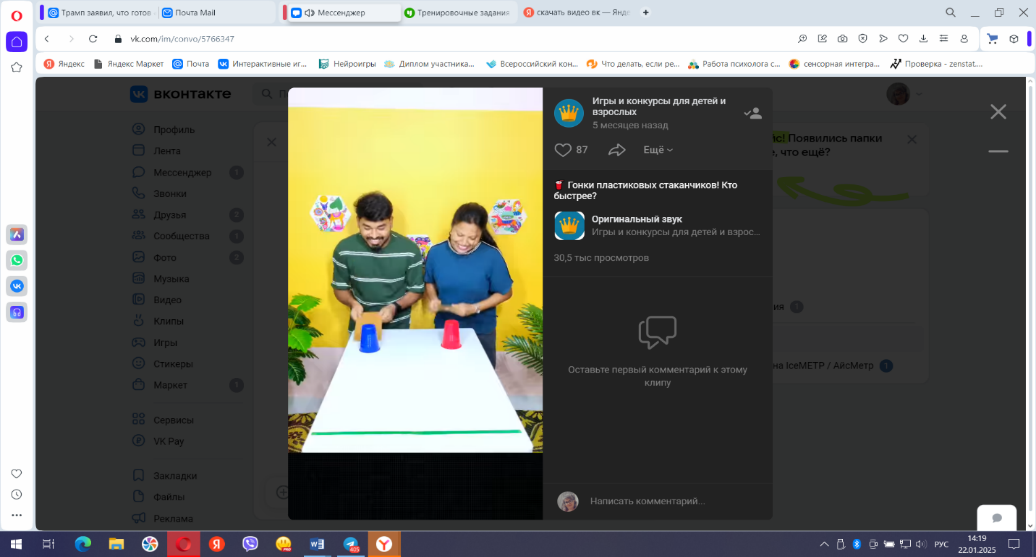 Трамп заявил, что готов
Почта Mail
Мессенджер
Тренировочные задания
скачать видео вк — Янде
vk.com/im/convo/5766347
Яндекс
Яндекс Маркет
Почта
Интерактивные иг...
Нейроигры
Диплом участника...
Всероссийский кон...
Что делать, если ре...
Работа психолога с...
сенсорная интегра...
Проверка - zenstat....
вконтакте
Профиль
Лента
Мессенджер
Звонки
Друзья
Сообщества
Фото
Музыка
Видео
Клипы
Игры
Стикеры
Маркет
Сервисы
VK Pay
Закладки
Файлы
Реклама
Игры и конкурсы для детей и
взрослых
5 месяцев назад
87
Ещё
Гонки пластиковых стаканчиков! Кто
быстрее?
Оригинальный звук
Игры и конкурсы для детей и взрос...
30,5 тыс просмотров
Оставьте первый комментарий к этому
клипу
Написать комментарий...
йс! Появились папки
е, что ещё?
ия
на IceМЕТР / АйсМетр
1
405
РУС
14:19
22.01.2025